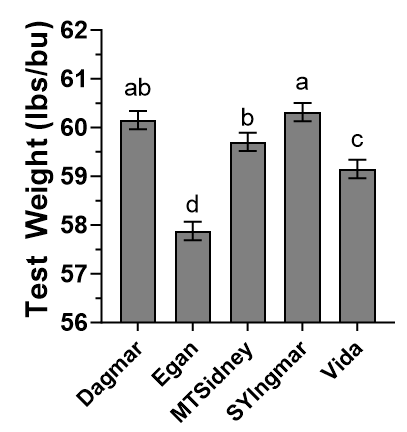 Test Weight (lbs/bu)
62
61
60
59
58
57
56
ab
d
b
a
c
Dagmar
Egan
MTSidney
SYIngmar
Vida